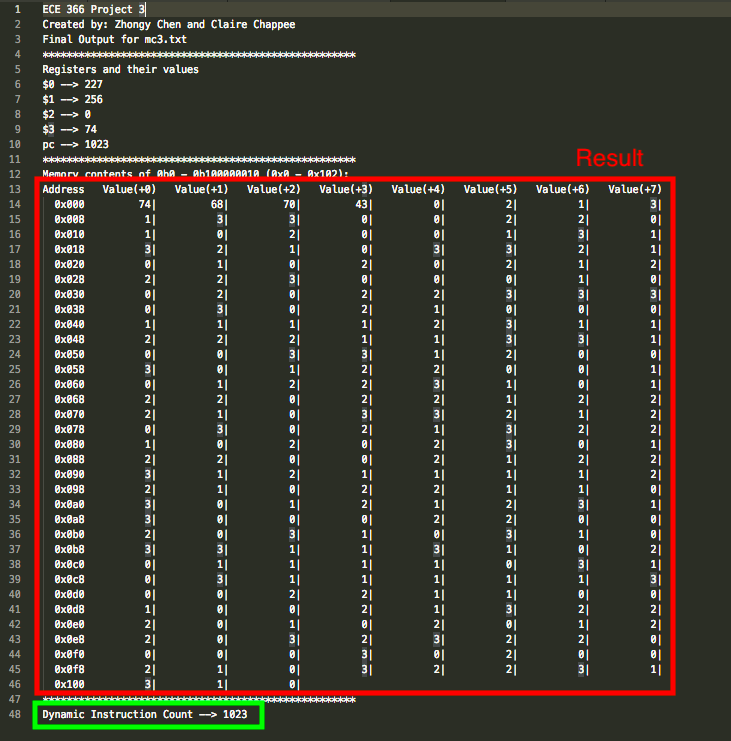 1 ECE 366 Project 3
2 Created by: Zhongy Chen and Claire Chappee
3 Final Output for mc3.txt
4 ****************************************************
5 Registers and their values
6 $0 —-> 227
7 $1 —-> 256
8 $2 —-> 0
9 $3 —-> 74
10 pc —-> 1023
11 ****************************************************
Result
12 Memory contents of 0b0 - 0b100000010 (0x0 - 0x102):
13 Address Value(+0) Value(+1) Value(+2) Value(+3) Value(+4) Value(+5) Value(+6) Value(+7)
14 0x000 74| 68| 70| 43| 0| 2| 1| 3|
15 0x008 1| 3| 3| 0| 2| 2| 2| 0|
16 0x010 1| 0| 2| 0| 0| 1| 3| 1|
17 0x018 3| 2| 1| 0| 3| 3| 2| 1|
18 0x020 0| 1| 0| 2| 0| 2| 1| 2|
19 0x028 2| 2| 3| 0| 0| 0| 1| 0|
20 0x030 0| 2| 0| 2| 2| 3| 3| 3|
21 0x038 0| 3| 0| 2| 1| 0| 0| 0|
22 0x040 1| 1| 1| 1| 2| 3| 1| 1|
23 0x048 2| 2| 2| 1| 1| 3| 3| 1|
24 0x050 0| 0| 3| 3| 1| 2| 0| 0|
25 0x058 3| 0| 1| 2| 2| 0| 0| 1|
26 0x060 0| 1| 2| 2| 3| 1| 0| 1|
27 0x068 2| 2| 0| 2| 2| 1| 2| 2|
28 0x070 2| 1| 0| 3| 3| 2| 1| 2|
29 0x078 0| 3| 0| 2| 1| 3| 2| 2|
30 0x080 1| 0| 2| 0| 2| 3| 0| 1|
31 0x088 2| 2| 0| 0| 2| 1| 2| 2|
32 0x090 3| 1| 2| 1| 1| 1| 2| 2|
33 0x098 2| 1| 0| 2| 2| 1| 1| 0|
34 0x0a0 3| 0| 1| 2| 1| 2| 3| 1|
35 0x0a8 3| 0| 0| 0| 2| 2| 0| 0|
36 0x0b0 2| 0| 3| 1| 0| 3| 1| 0|
37 0x0b8 3| 3| 1| 1| 3| 1| 0| 2|
38 0x0c0 0| 1| 1| 1| 1| 0| 3| 1|
39 0x0c8 0| 3| 1| 1| 1| 1| 1| 3|
40 0x0d0 0| 0| 2| 2| 1| 1| 0| 0|
41 0x0d8 1| 0| 0| 2| 1| 3| 2| 2|
42 0x0e0 2| 0| 1| 0| 2| 0| 1| 2|
43 0x0e8 2| 0| 3| 2| 3| 2| 2| 0|
44 0x0f0 0| 0| 0| 3| 0| 2| 0| 0|
45 0x0f8 2| 1| 0| 3| 2| 2| 3| 1|
46 0x100 3| 1| 0|
47 ****************************************************
48 Dynamic Instruction Count —-> 1023